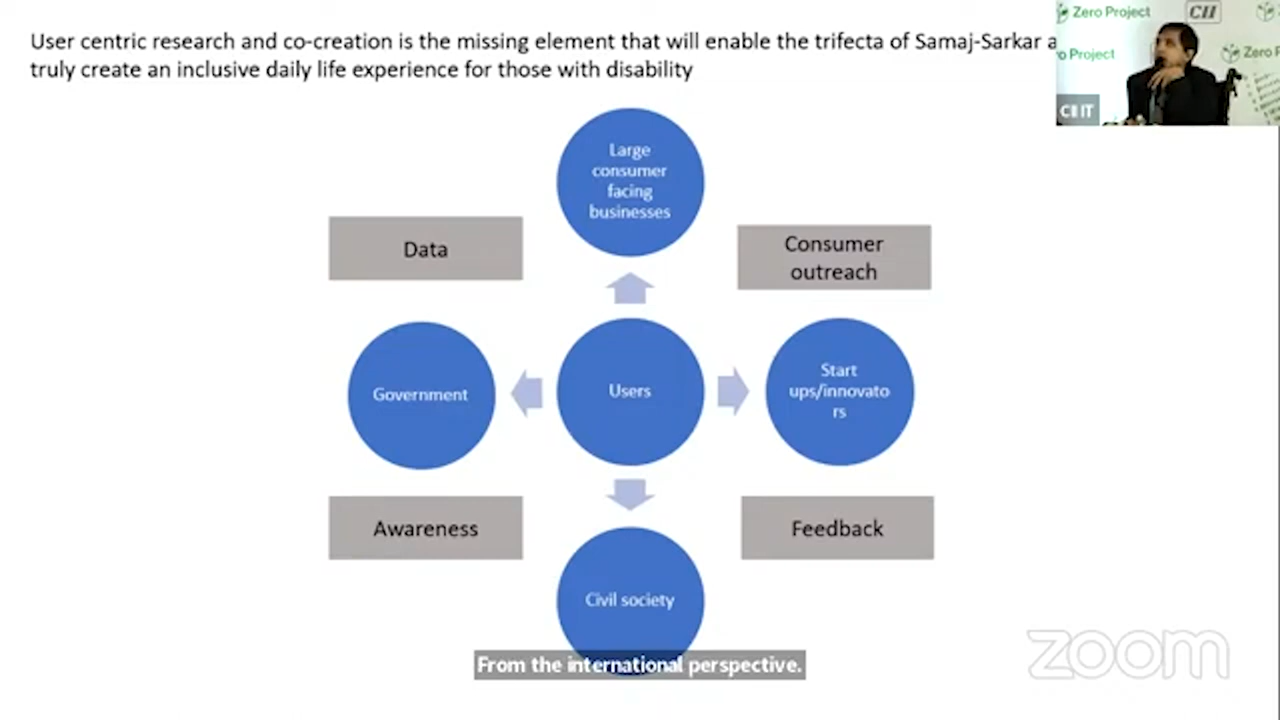 User centric research and co-creation is the missing element that will enable the trifecta of Samaj-Sarkar a
truly create an inclusive daily life experience for those with disability
Zero Project
CII
o Project
Zero P
CII IT
Large
consumer
facing
businesses
Data
Consumer
outreach
Government
Users
Start
ups/innovato
rs
Awareness
Feedback
Civil society
From the international perspective.
zoom